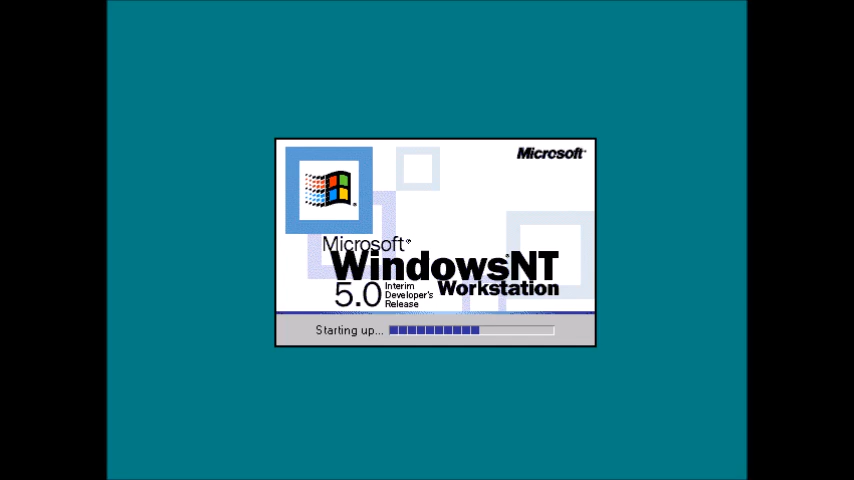 Microsoft®
Microsoft®
WindowsNT®
Workstation
5.0 Interim
Developer's
Release
Starting up...